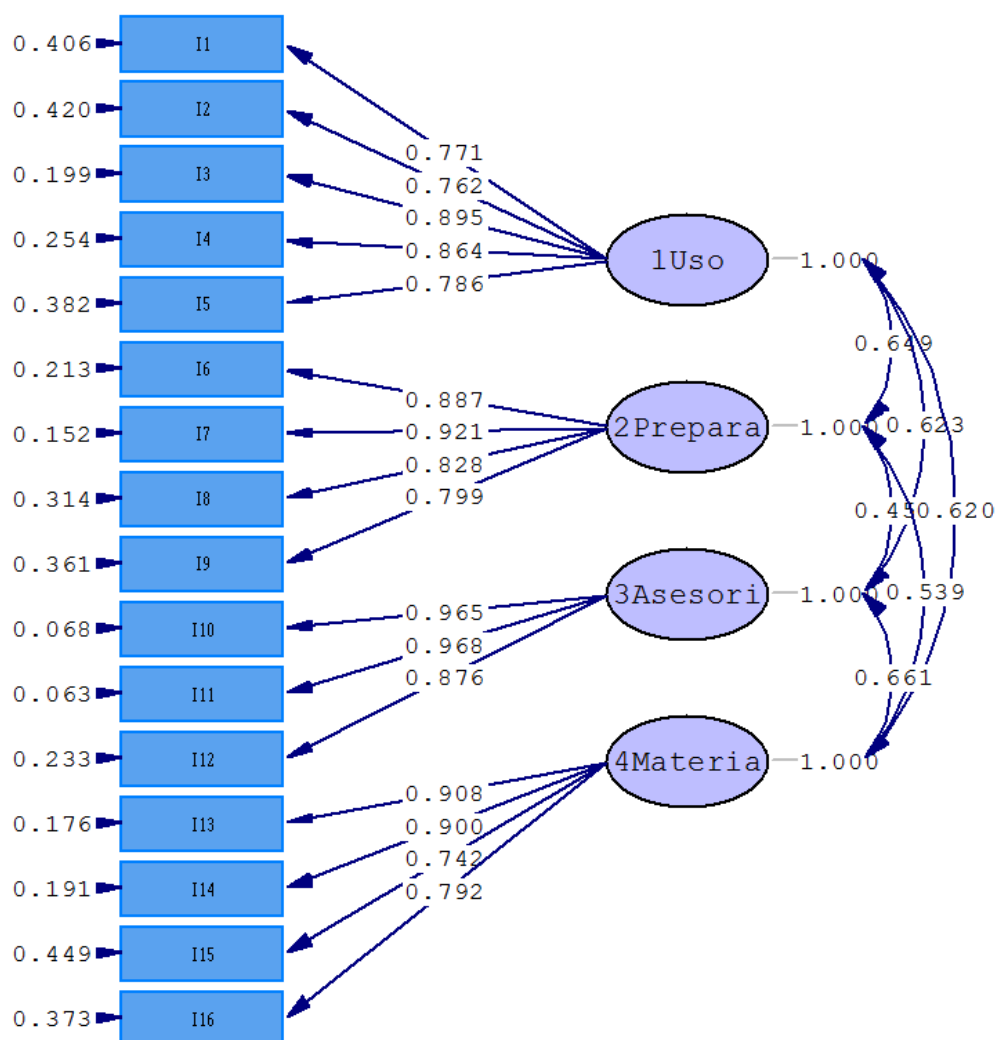 0.406 I1
0.420 I2
0.199 I3
0.254 I4
0.382 I5
0.213 I6
0.152 I7
0.314 I8
0.361 I9
0.068 I10
0.063 I11
0.233 I12
0.176 I13
0.191 I14
0.449 I15
0.373 I16
0.771
0.762
0.895
0.864
0.786
0.887
0.921
0.828
0.799
0.965
0.968
0.876
0.908
0.900
0.742
0.792
1Uso 1.000
2Prepara 1.000
3Asesori 1.000
4Materia 1.000
0.649
0.623
0.620
0.539
0.661